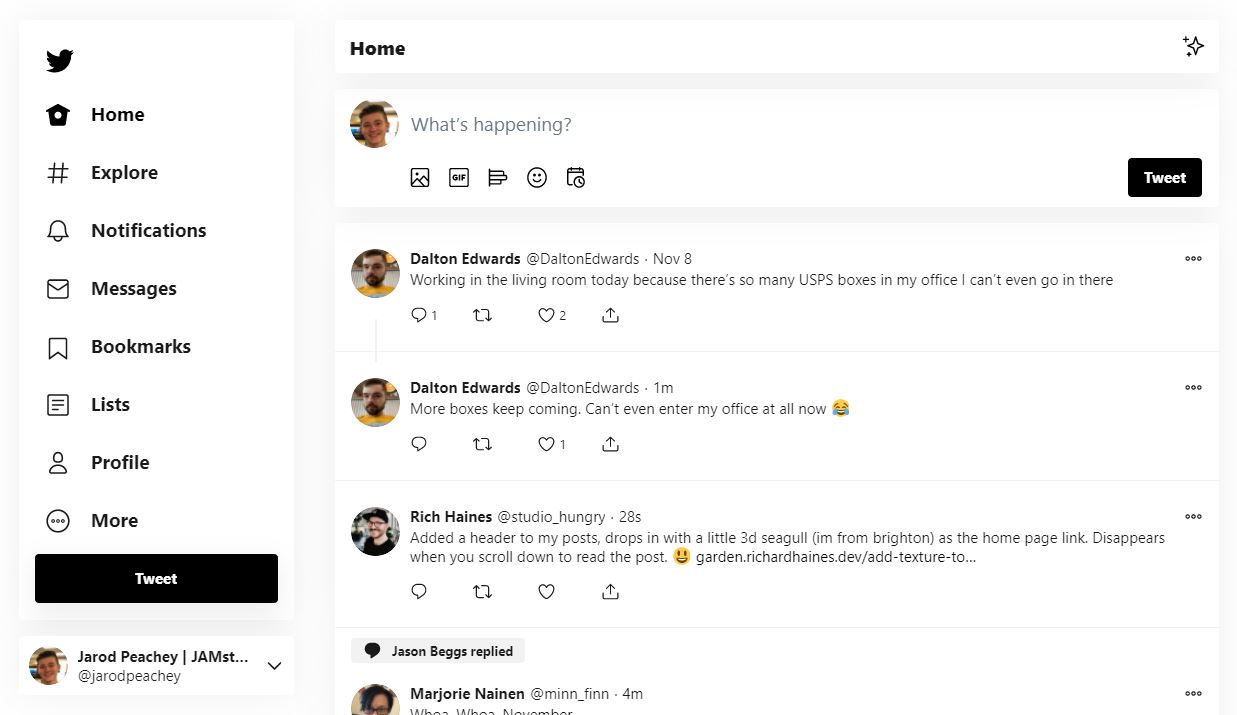 Home
Explore
Notifications
Messages
Bookmarks
Lists
Profile
More
Tweet
Jarod Peachey | JAMst...
@jarodpeachey
Home
What's happening?
GIF
Tweet
Dalton Edwards @DaltonEdwards · Nov 8
Working in the living room today because there's so many USPS boxes in my office I can't even go in there
1 2
Dalton Edwards @DaltonEdwards · 1m
More boxes keep coming. Can't even enter my office at all now 😂
1
Rich Haines @studio_hungry · 28s
Added a header to my posts, drops in with a little 3d seagull (im from brighton) as the home page link. Disappears
when you scroll down to read the post. 😃 garden.richardhaines.dev/add-texture-to...
Jason Beggs replied
Marjorie Nainen @minn_finn · 4m
Whoa. Whoa. November